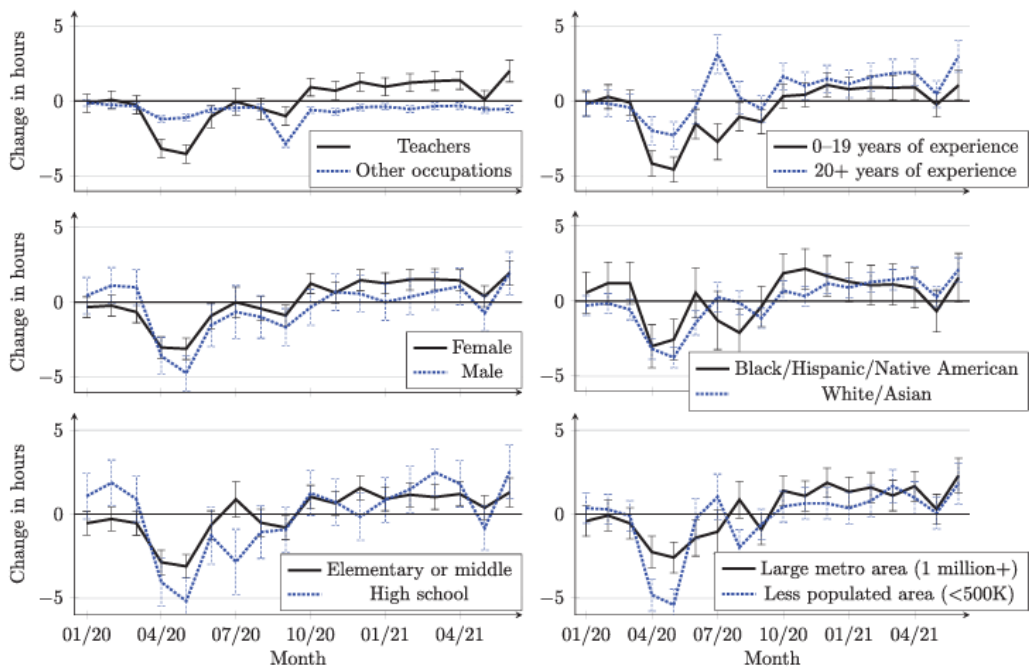 5
0
−5
Change in hours
Teachers
Other occupations
5
0
−5
0–19 years of experience
20+ years of experience
5
0
−5
Change in hours
Female
Male
5
0
−5
Black/Hispanic/Native American
White/Asian
5
0
−5
Change in hours
Elementary or middle
High school
01/20 04/20 07/20 10/20 01/21 04/21
Month
5
0
−5
Large metro area (1 million+)
Less populated area (<500K)
01/20 04/20 07/20 10/20 01/21 04/21
Month